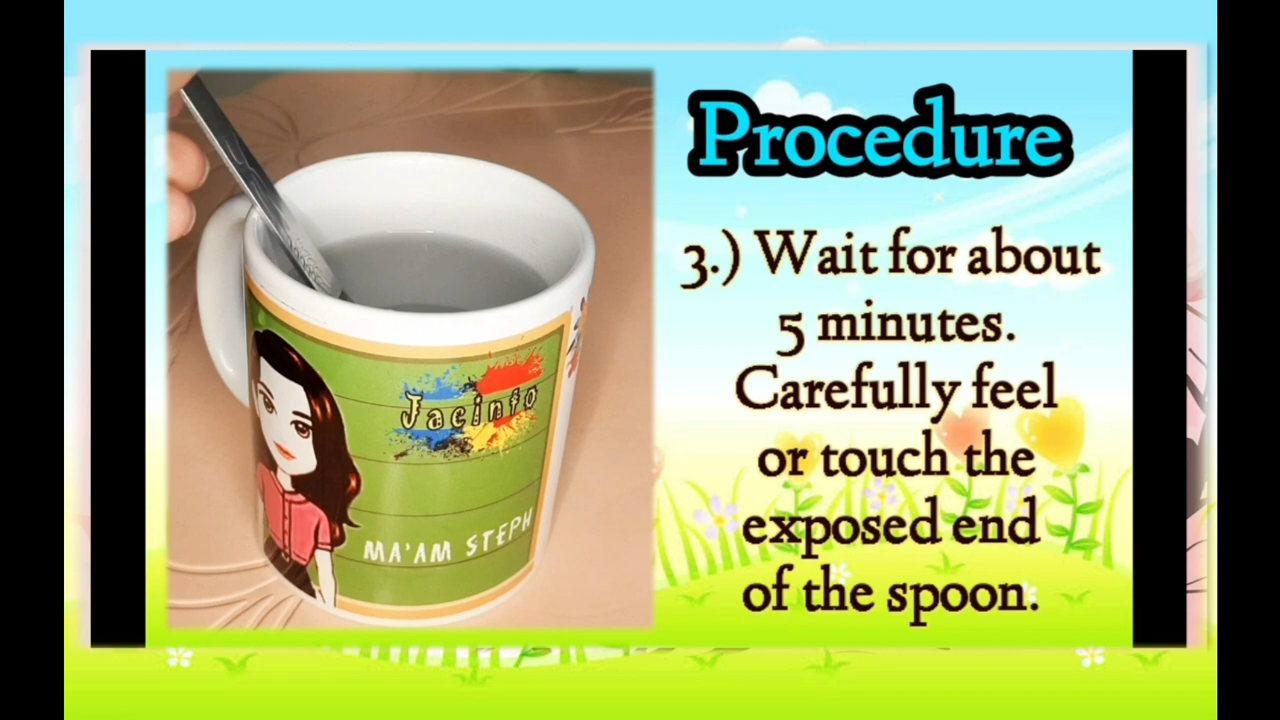 Procedure
3.) Wait for about
5 minutes.
Carefully feel
or touch the
exposed end
of the spoon.
Jacinto
MA'AM STEPH